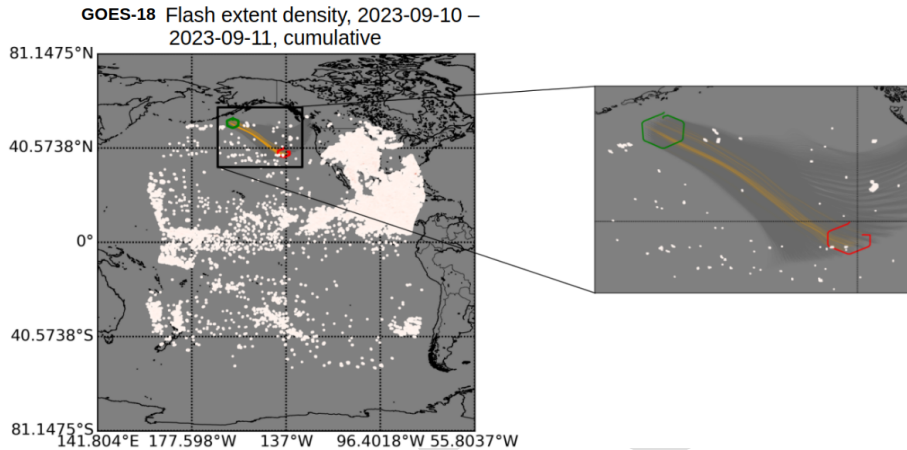 GOES-18 Flash extent density, 2023-09-10 –
2023-09-11, cumulative
81.1475°N
40.5738°N
0°
40.5738°S
81.1475°S
141.804°E 177.598°W 137°W 96.4018°W 55.8037°W